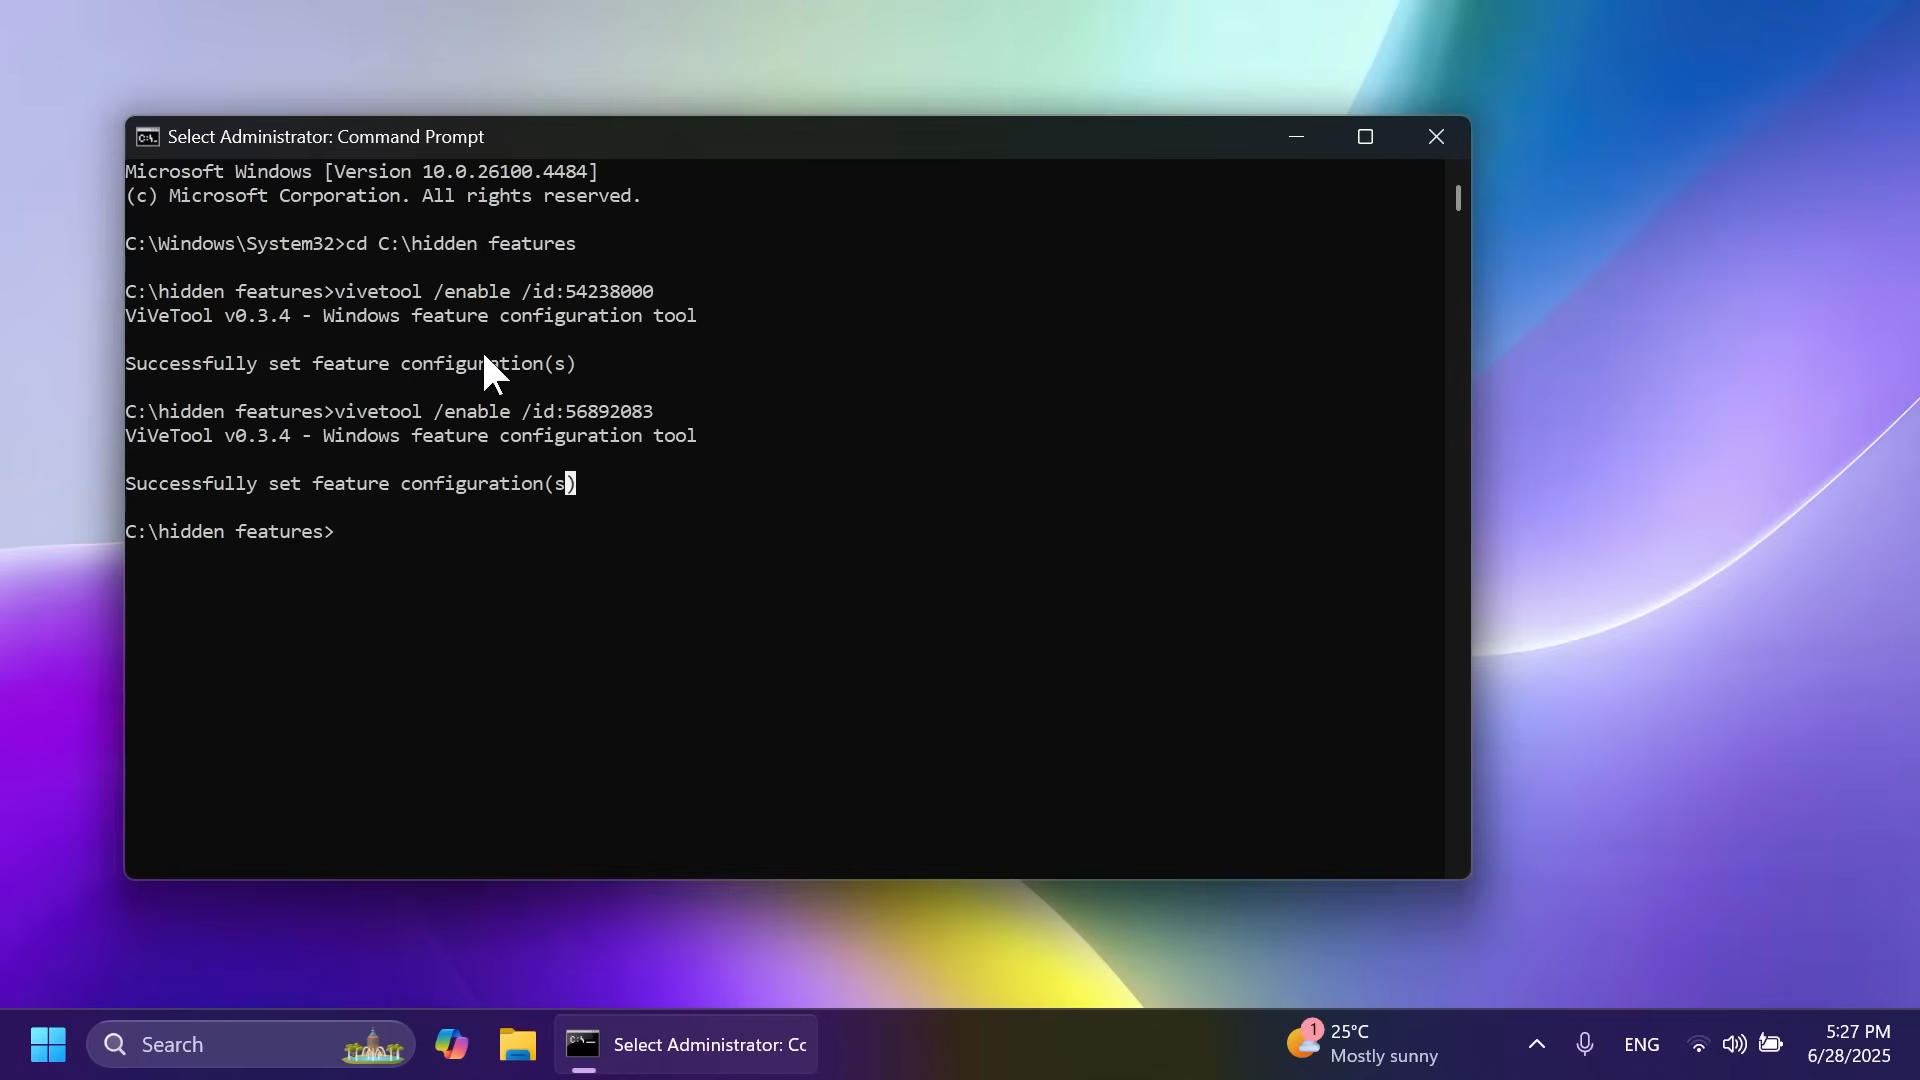 Select Administrator: Command Prompt
Microsoft Windows [Version 10.0.26100.4484]
(c) Microsoft Corporation. All rights reserved.
C:\Windows\System32>cd C:\hidden features
C:\hidden features>vivetool /enable /id:54238000
ViVeTool v0.3.4 - Windows feature configuration tool
Successfully set feature configuration(s)
C:\hidden features>vivetool /enable /id:56892083
ViVeTool v0.3.4 - Windows feature configuration tool
Successfully set feature configuration(s)
C:\hidden features>
Search
Select Administrator: Cc
1
25°C
Mostly sunny
ENG
5:27 PM
6/28/2025